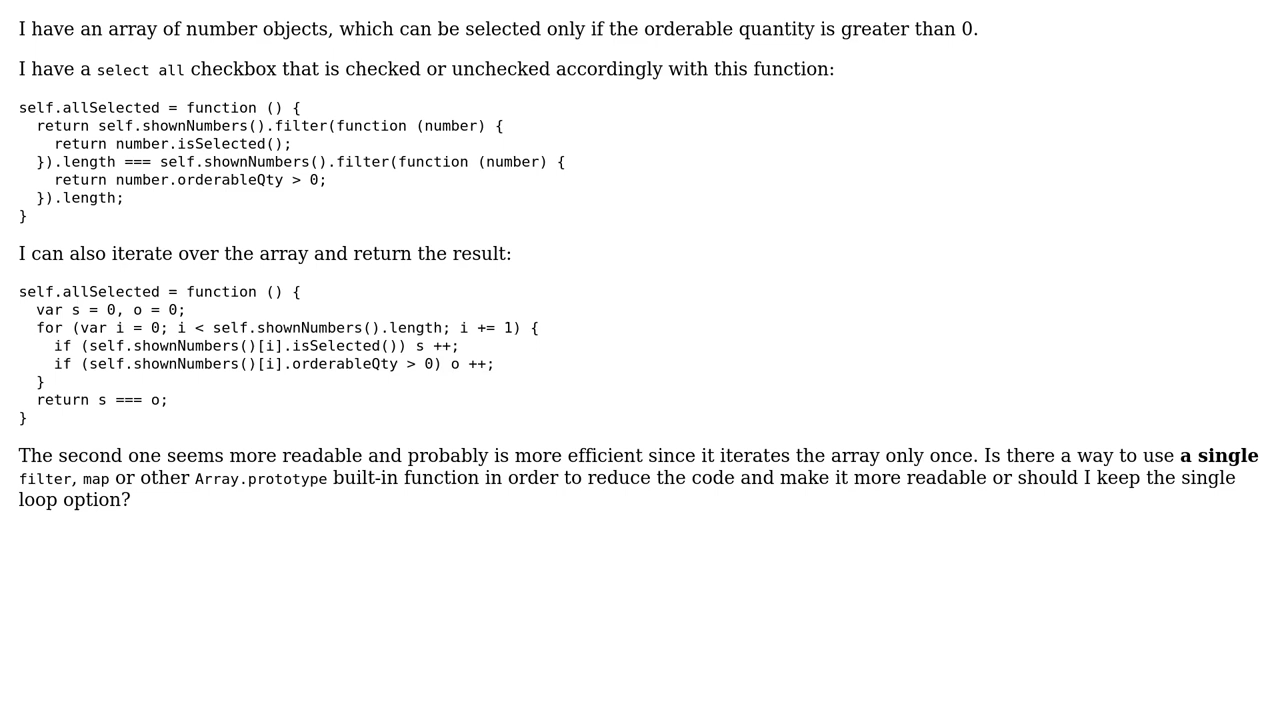 I have an array of number objects, which can be selected only if the orderable quantity is greater than 0.
I have a select all checkbox that is checked or unchecked accordingly with this function:
self.allSelected = function () {
  return self.shownNumbers().filter(function (number) {
    return number.isSelected();
  }).length === self.shownNumbers().filter(function (number) {
    return number.orderableQty > 0;
  }).length;
}
I can also iterate over the array and return the result:
self.allSelected = function () {
  var s = 0, o = 0;
  for (var i = 0; i < self.shownNumbers().length; i += 1) {
    if (self.shownNumbers()[i].isSelected()) s ++;
    if (self.shownNumbers()[i].orderableQty > 0) o ++;
  }
  return s === o;
}
The second one seems more readable and probably is more efficient since it iterates the array only once. Is there a way to use a single
filter, map or other Array.prototype built-in function in order to reduce the code and make it more readable or should I keep the single
loop option?